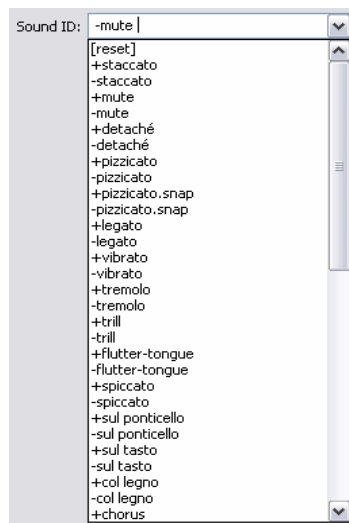 Sound ID: -mute
[reset]
+staccato
-staccato
+mute
-mute
+detaché
-detaché
+pizzicato
-pizzicato
+pizzicato.snap
-pizzicato.snap
+legato
-legato
+vibrato
-vibrato
+tremolo
-tremolo
+trill
-trill
+flutter-tongue
-flutter-tongue
+spiccato
-spiccato
+sul ponticello
-sul ponticello
+sul tasto
-sul tasto
+col legno
-col legno
+chorus